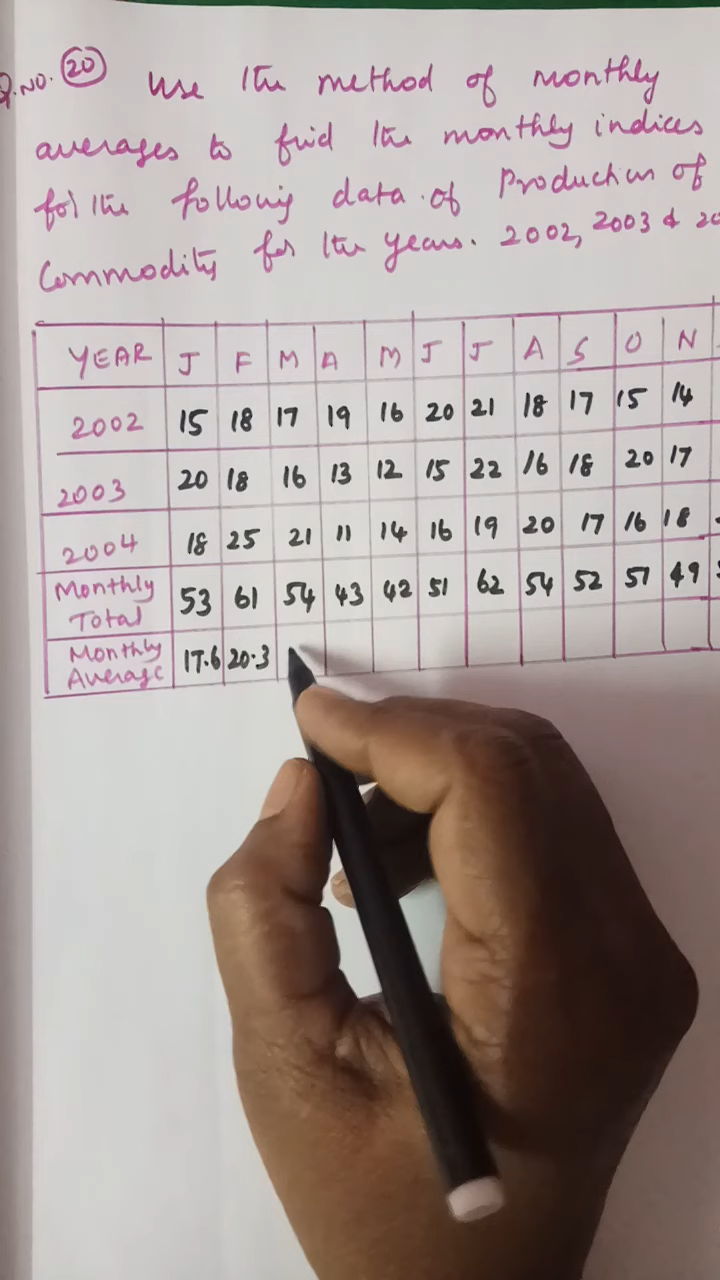 Q.NO. 20 Use the method of monthly
averages to find the monthly indices
for the following data of Production of
Commodity for the years. 2002, 2003 & 20
YEAR J F M A M J J A S O N
2002 15 18 17 19 16 20 21 18 17 15 14
2003 20 18 16 13 12 15 22 16 18 20 17
2004 18 25 21 11 14 16 19 20 17 16 18
Monthly Total 53 61 54 43 42 51 62 54 52 51 49
Monthly Average 17.6 20.3